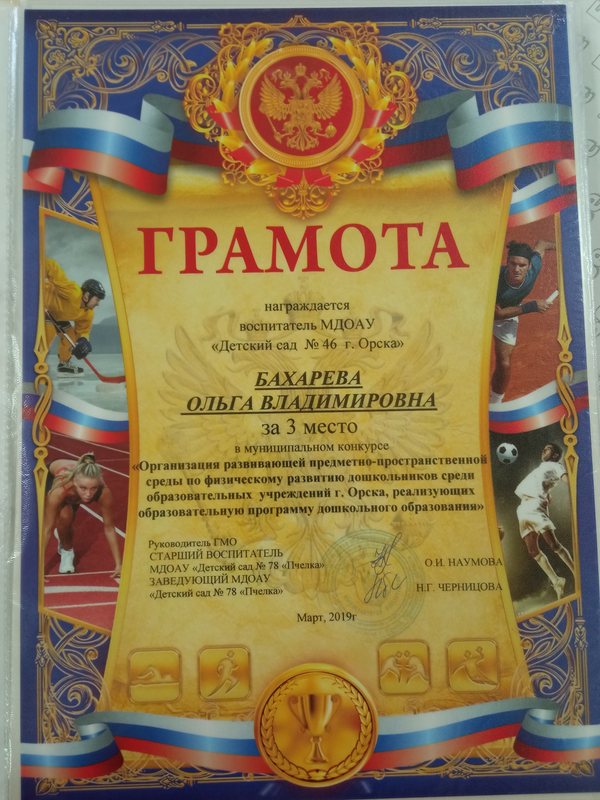 ГРАМОТА
награждается
воспитатель МДОАУ
«Детский сад № 46 г. Орска»
БАХАРЕВА
ОЛЬГА ВЛАДИМИРОВНА
за 3 место
в муниципальном конкурсе
«Организация развивающей предметно-пространственной
среды по физическому развитию дошкольников среди
образовательных учреждений г. Орска, реализующих
образовательную программу дошкольного образования»
Руководитель ГМО
СТАРШИЙ ВОСПИТАТЕЛЬ
МДОАУ «Детский сад № 78 «Пчелка» О.И. НАУМОВА
ЗАВЕДУЮЩИЙ МДОАУ
«Детский сад № 78 «Пчелка» Н.Г. ЧЕРНИЦОВА
Март, 2019г